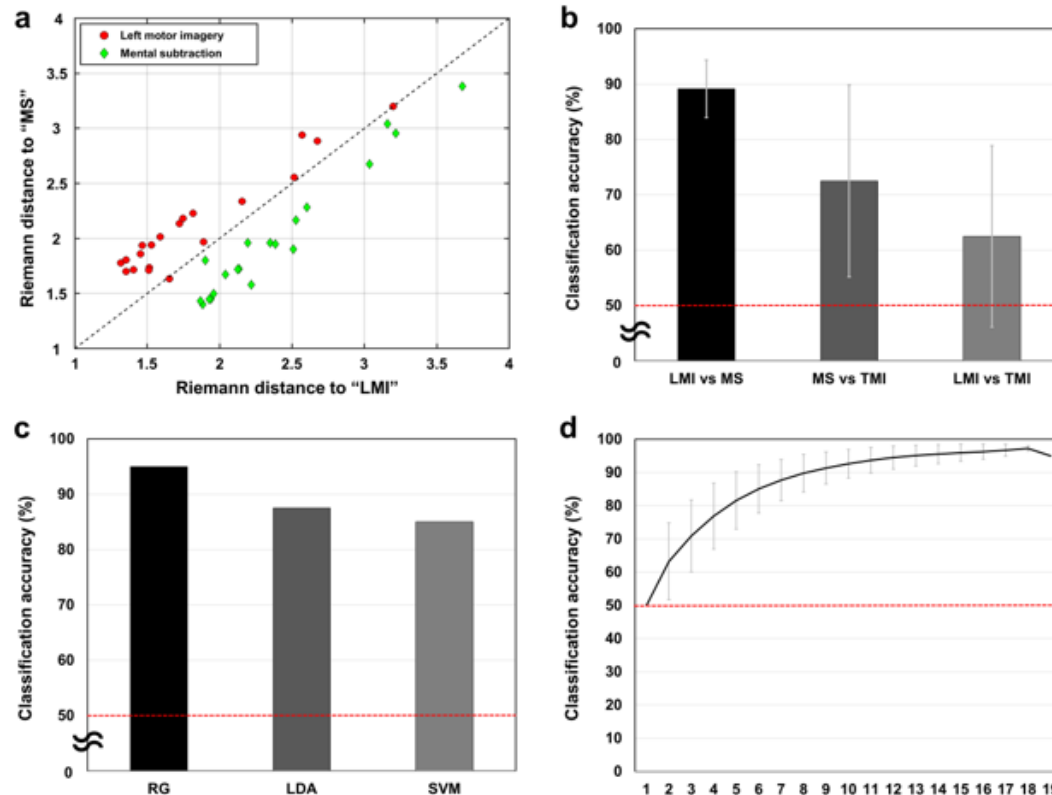 a
Left motor imagery
Mental subtraction
Riemann distance to “MS”
4
3.5
3
2.5
2
1.5
1
1 1.5 2 2.5 3 3.5 4
Riemann distance to “LMI”
b
Classification accuracy (%)
100
90
80
70
60
50
0
LMI vs MS MS vs TMI LMI vs TMI
c
Classification accuracy (%)
100
90
80
70
60
50
0
RG LDA SVM
d
Classification accuracy (%)
100
90
80
70
60
50
40
30
20
10
0
1 2 3 4 5 6 7 8 9 10 11 12 13 14 15 16 17 18 19